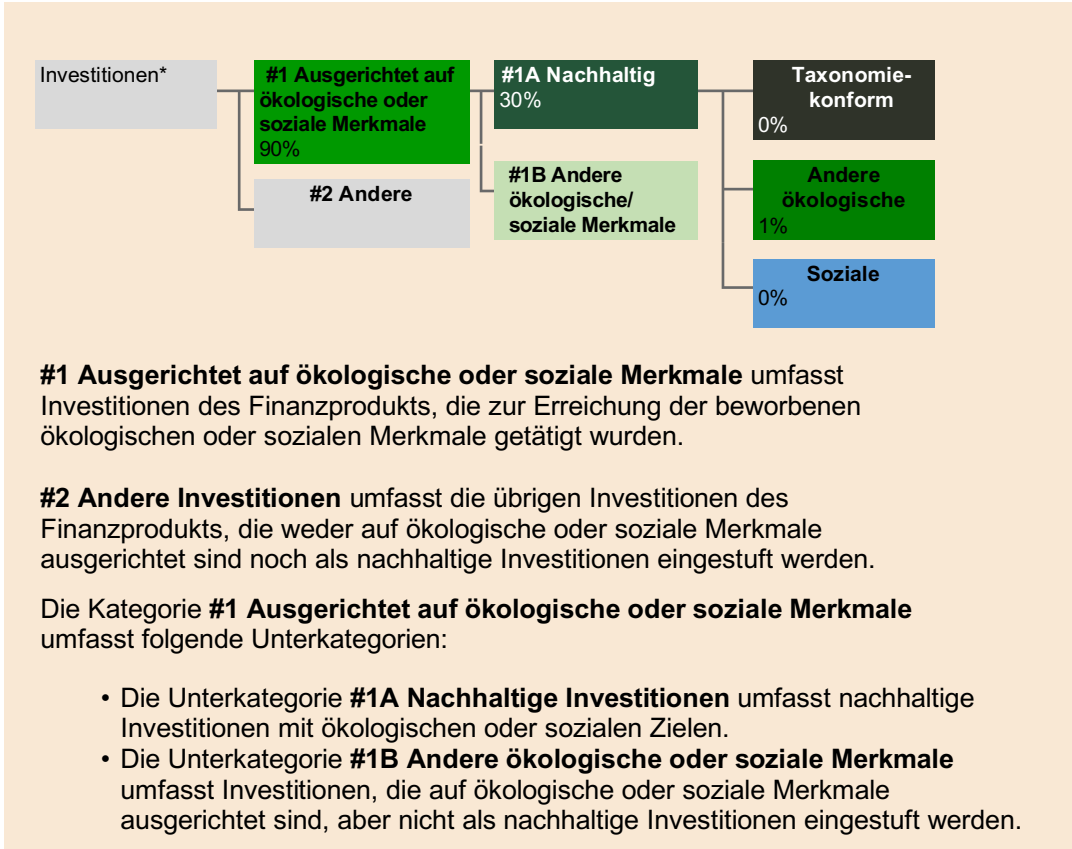 Investitionen*
#1 Ausgerichtet auf
ökologische oder
soziale Merkmale
90%
#2 Andere
#1A Nachhaltig
30%
#1B Andere
ökologische/
soziale Merkmale
Taxonomie-
konform
0%
Andere
ökologische
1%
Soziale
0%
#1 Ausgerichtet auf ökologische oder soziale Merkmale umfasst
Investitionen des Finanzprodukts, die zur Erreichung der beworbenen
ökologischen oder sozialen Merkmale getätigt wurden.
#2 Andere Investitionen umfasst die übrigen Investitionen des
Finanzprodukts, die weder auf ökologische oder soziale Merkmale
ausgerichtet sind noch als nachhaltige Investitionen eingestuft werden.
Die Kategorie #1 Ausgerichtet auf ökologische oder soziale Merkmale
umfasst folgende Unterkategorien:
• Die Unterkategorie #1A Nachhaltige Investitionen umfasst nachhaltige
Investitionen mit ökologischen oder sozialen Zielen.
• Die Unterkategorie #1B Andere ökologische oder soziale Merkmale
umfasst Investitionen, die auf ökologische oder soziale Merkmale
ausgerichtet sind, aber nicht als nachhaltige Investitionen eingestuft werden.